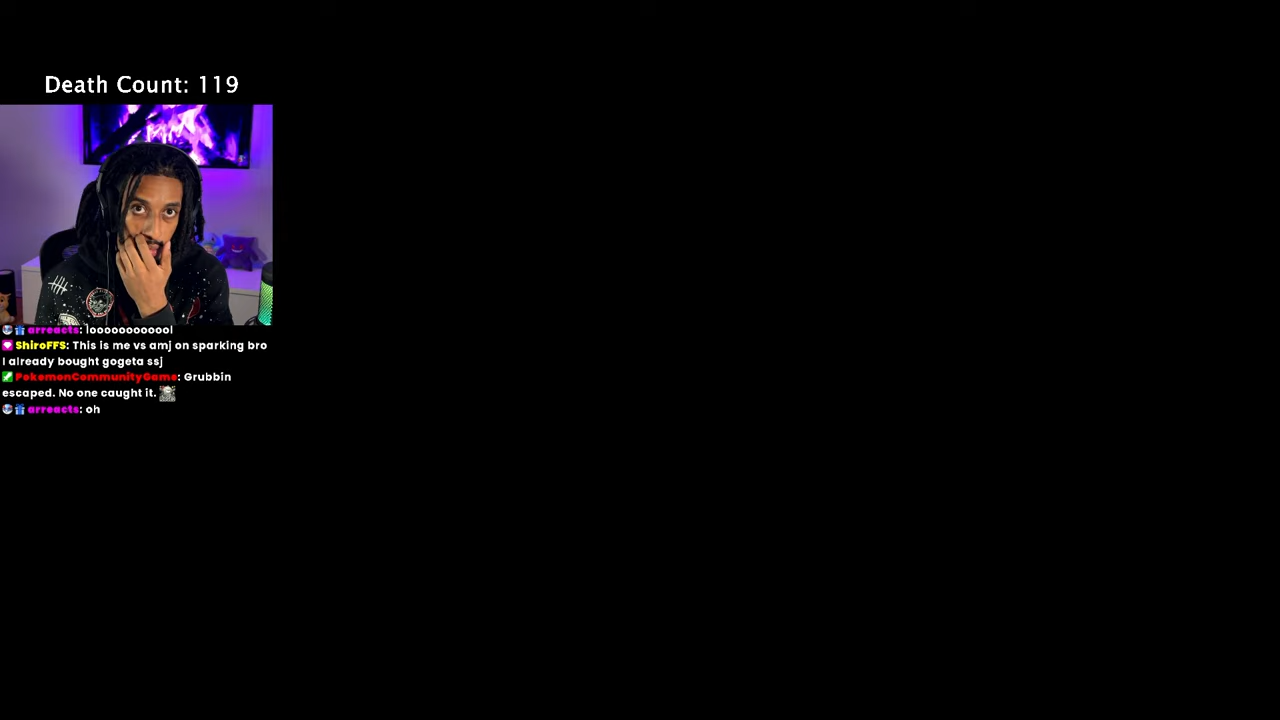 Death Count: 119
arreacts: looooooooool
ShiroFFS: This is me vs amj on sparking bro
I already bought gogeta ssj
PokemonCommunityGame: Grubbin
escaped. No one caught it.
arreacts: oh